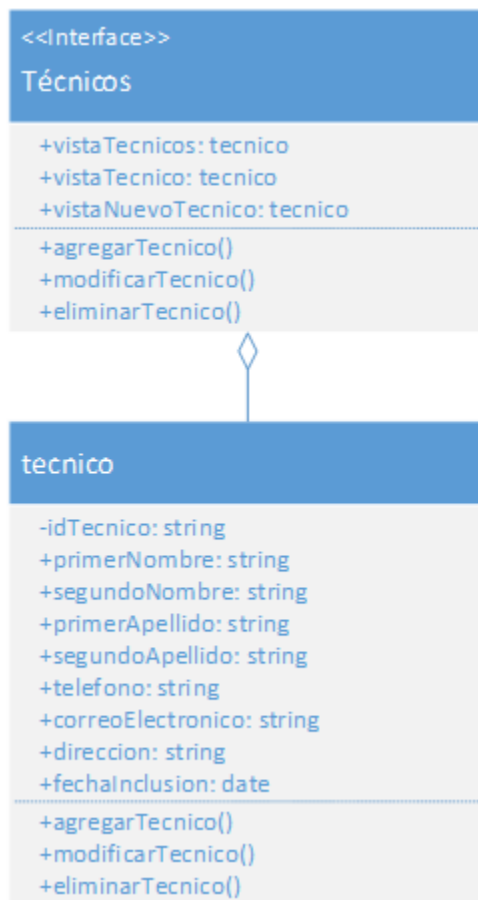 <<Interface>>
Técnicos
+vistaTecnicos: tecnico
+vistaTecnico: tecnico
+vistaNuevoTecnico: tecnico
+agregarTecnico()
+modificarTecnico()
+eliminarTecnico()
tecnico
-idTecnico: string
+primerNombre: string
+segundoNombre: string
+primerApellido: string
+segundoApellido: string
+telefono: string
+correoElectronico: string
+direccion: string
+fechaInclusion: date
+agregarTecnico()
+modificarTecnico()
+eliminarTecnico()